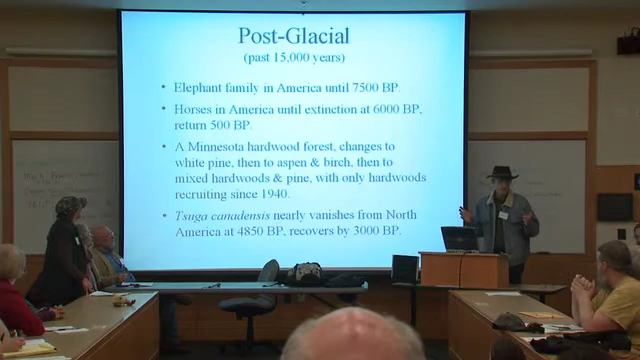 Post-Glacial
(past 15,000 years)
• Elephant family in America until 7500 BP.
• Horses in America until extinction at 6000 BP,
return 500 BP.
• A Minnesota hardwood forest, changes to
white pine, then to aspen & birch, then to
mixed hardwoods & pine, with only hardwoods
recruiting since 1940.
• Tsuga canadensis nearly vanishes from North
America at 4850 BP, recovers by 3000 BP.